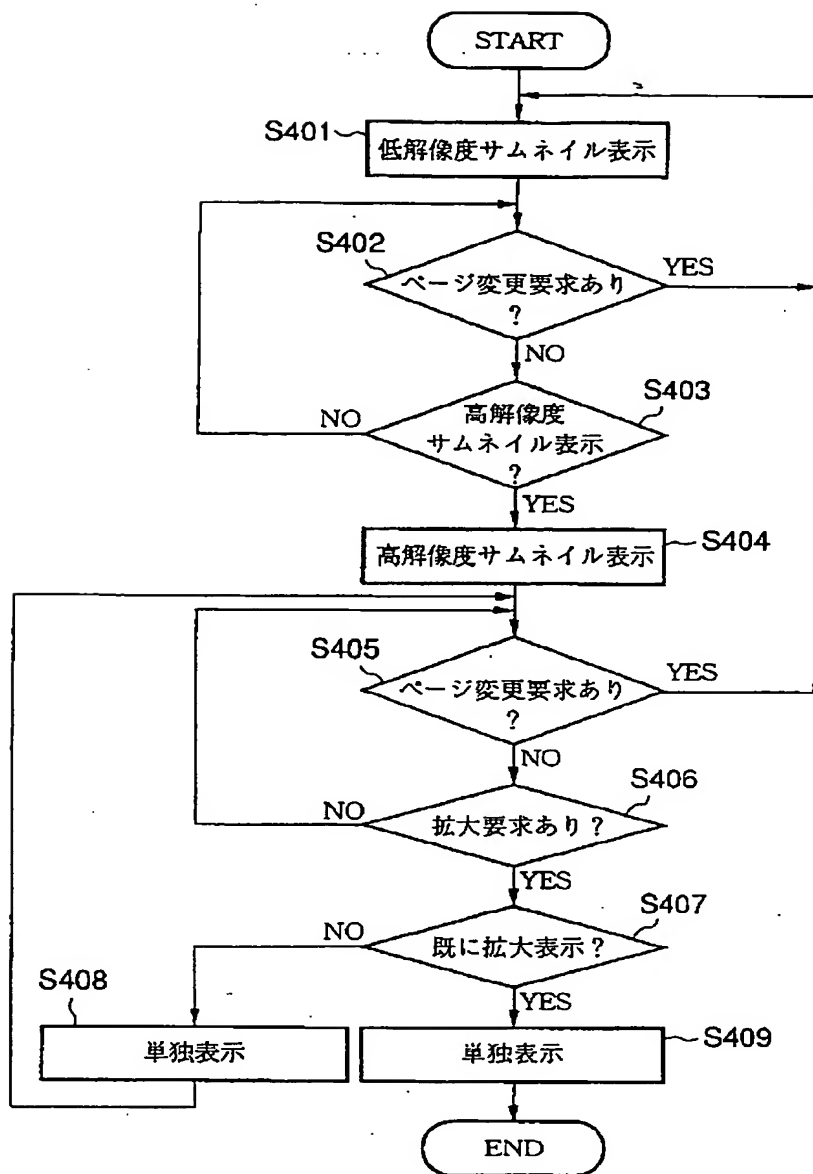 START
S401
低解像度サムネイル表示
S402
ページ変更要求あり
?
YES
NO
S403
高解像度
サムネイル表示
?
NO
YES
高解像度サムネイル表示
S404
S405
ページ変更要求あり
?
YES
NO
S406
拡大要求あり?
NO
YES
S407
既に拡大表示?
NO
YES
S408
単独表示
単独表示
S409
END